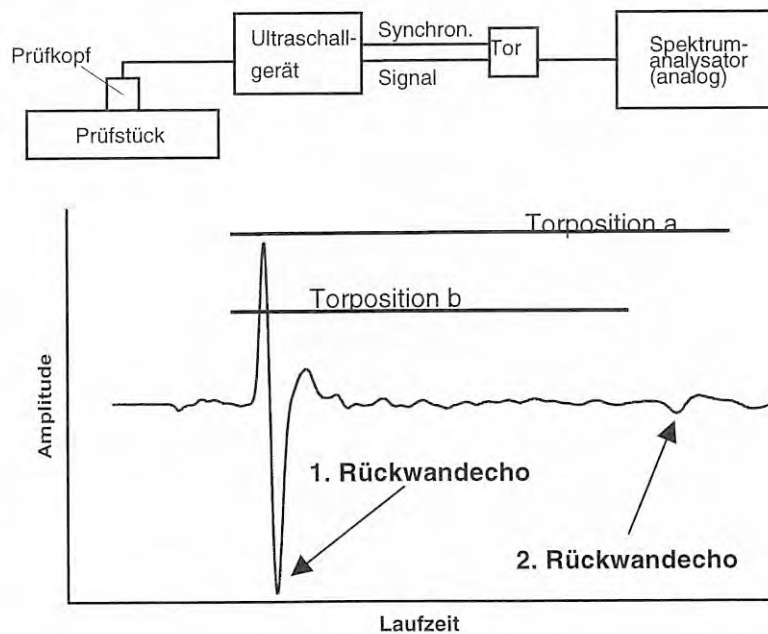 Prüfkopf
Prüfstück
Ultraschall-
gerät
Synchron.
Signal
Tor
Spektrum-
analysator
(analog)
Torposition a
Torposition b
Amplitude
1. Rückwandecho
2. Rückwandecho
Laufzeit